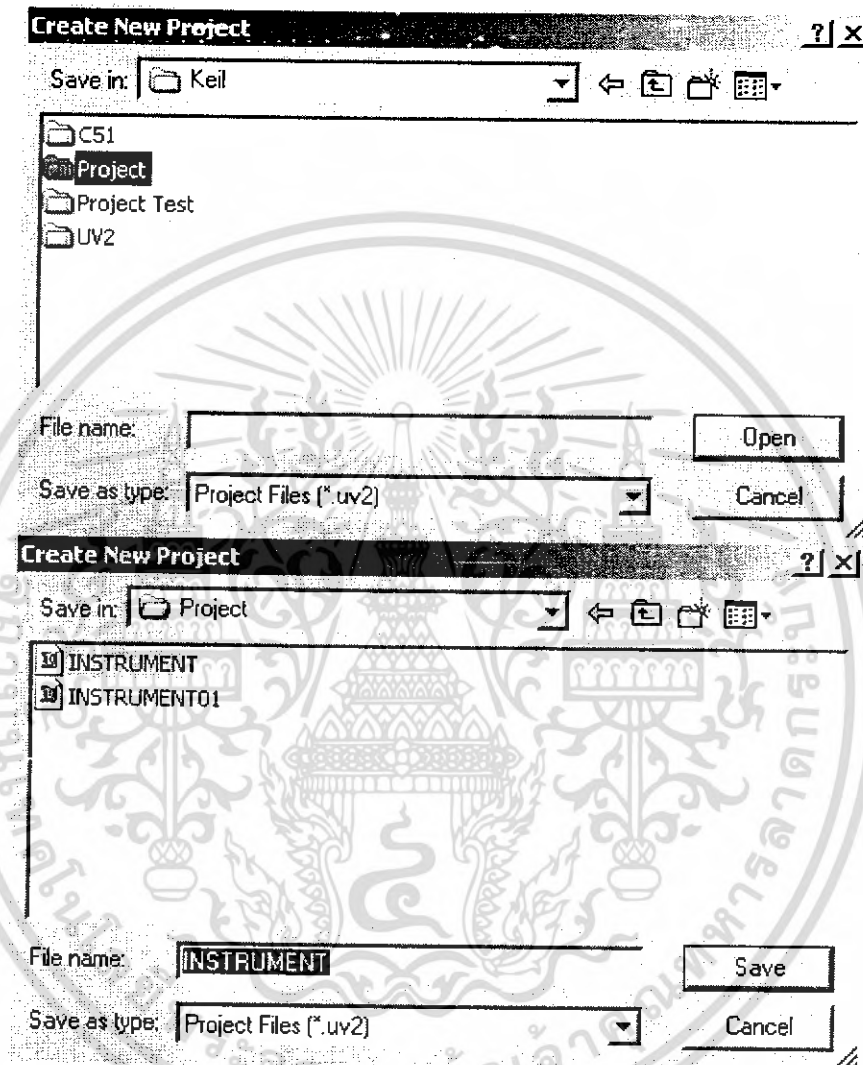 Create New Project
Save in: Keil
C51
Project
Project Test
UV2
File name:
Open
Save as type: Project Files (*.uv2)
Cancel
Create New Project
Save in: Project
INSTRUMENT
INSTRUMENT01
File name: INSTRUMENT
Save
Save as type: Project Files (*.uv2)
Cancel